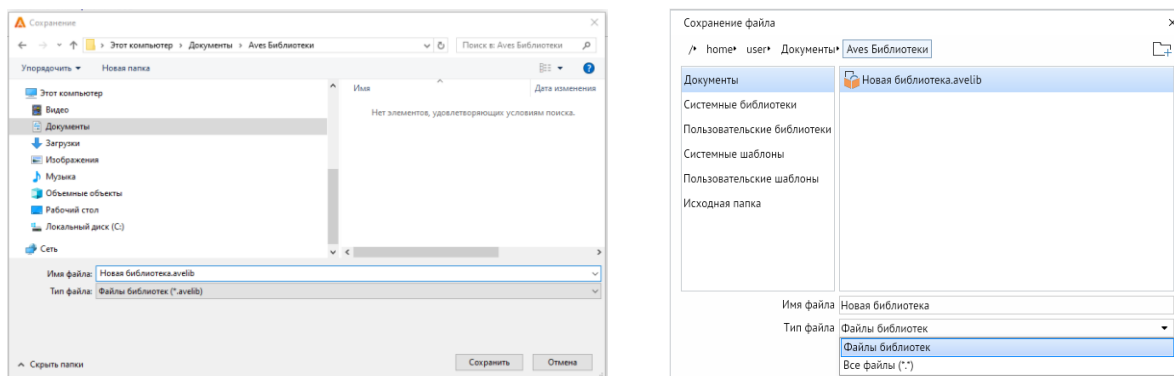 Сохранение
Этот компьютер > Документы > Aves Библиотеки
Поиск в: Aves Библиотеки
Упорядочить
Новая папка
Этот компьютер
Видео
Документы
Загрузки
Изображения
Музыка
Объемные объекты
Рабочий стол
Локальный диск (C:)
Сеть
Имя
Дата изменения
Нет элементов, удовлетворяющих условиям поиска.
Имя файла: Новая библиотека.avelib
Тип файла: Файлы библиотек (*.avelib)
Скрыть папки
Сохранить
Отмена
Сохранение файла
/ home user Документы Aves Библиотеки
Документы
Системные библиотеки
Пользовательские библиотеки
Системные шаблоны
Пользовательские шаблоны
Исходная папка
Новая библиотека.avelib
Имя файла Новая библиотека
Тип файла Файлы библиотек
Файлы библиотек
Все файлы (*.*)